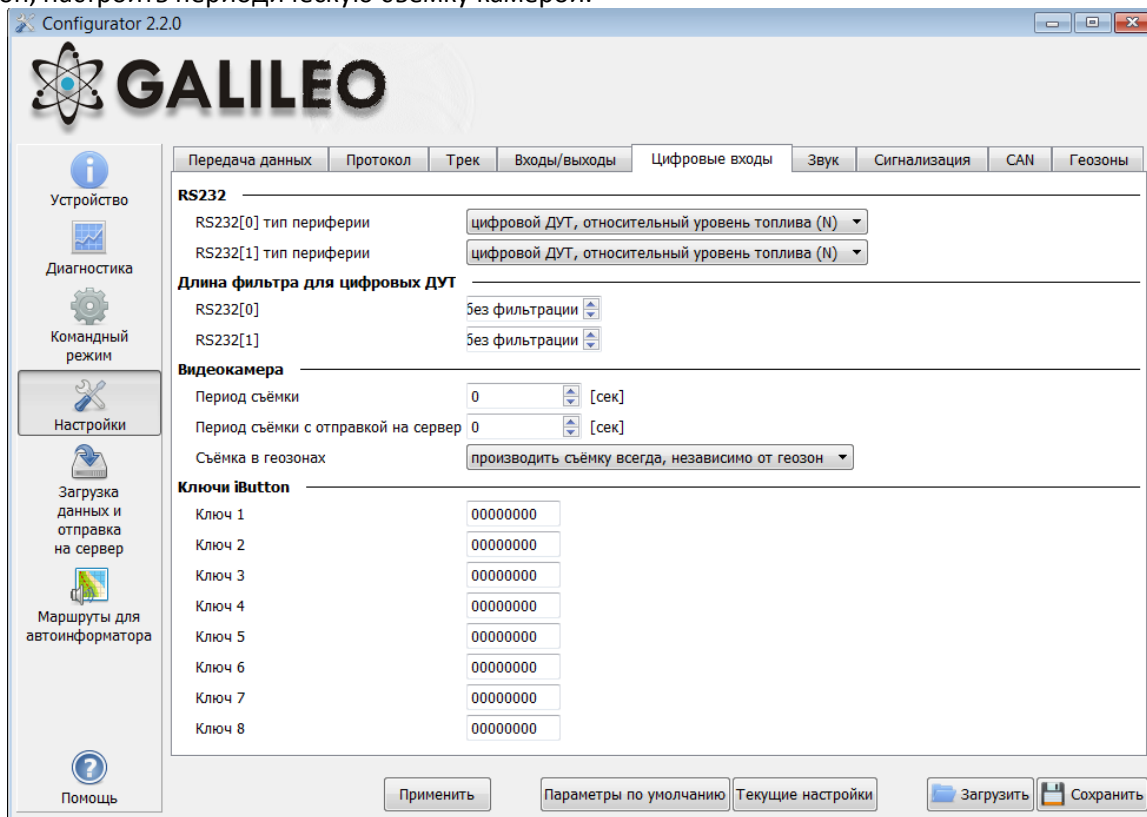 настроить периодическую съёмку камерой.
Configurator 2.2.0
GALILEO
Передача данных Протокол Трек Входы/выходы Цифровые входы Звук Сигнализация CAN Геозоны
Устройство
Диагностика
Командный
режим
Настройки
Загрузка
данных и
отправка
на сервер
Маршруты для
автоинформатора
Помощь
RS232
RS232[0] тип периферии цифровой ДУТ, относительный уровень топлива (N)
RS232[1] тип периферии цифровой ДУТ, относительный уровень топлива (N)
Длина фильтра для цифровых ДУТ
RS232[0] без фильтрации
RS232[1] без фильтрации
Видеокамера
Период съёмки 0 [сек]
Период съёмки с отправкой на сервер 0 [сек]
Съёмка в геозонах производить съёмку всегда, независимо от геозон
Ключи iButton
Ключ 1 00000000
Ключ 2 00000000
Ключ 3 00000000
Ключ 4 00000000
Ключ 5 00000000
Ключ 6 00000000
Ключ 7 00000000
Ключ 8 00000000
Применить Параметры по умолчанию Текущие настройки Загрузить Сохранить